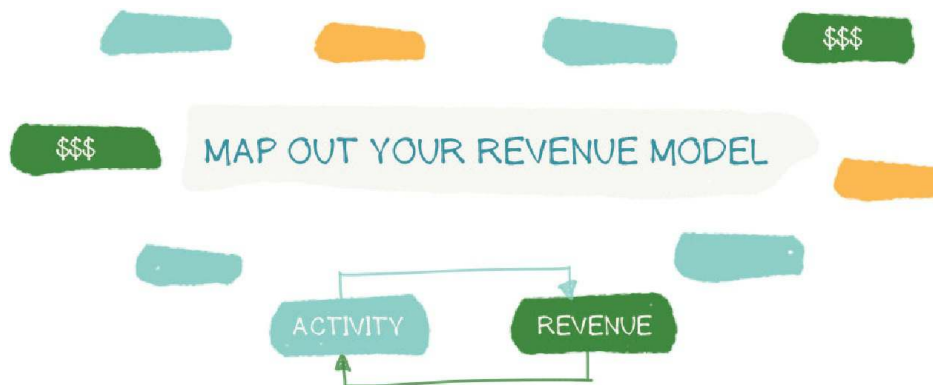 $$$
$$$
MAP OUT YOUR REVENUE MODEL
ACTIVITY
REVENUE